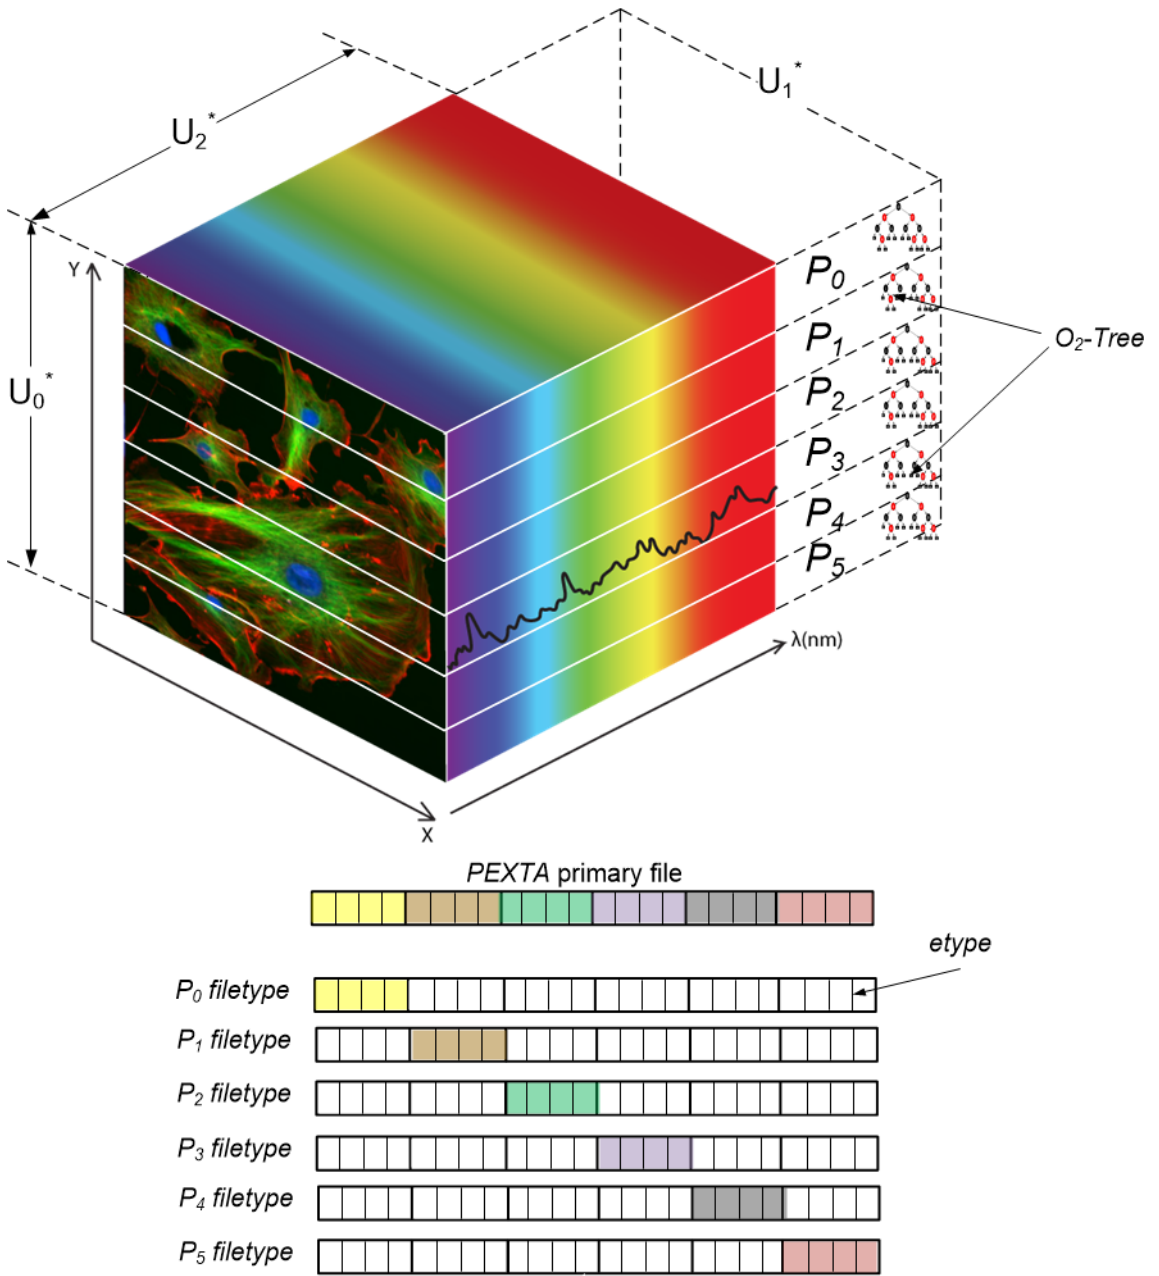 U1*
U2*
Y
P0
U0*
P1
O2-Tree
P2
P3
P4
P5
λ(nm)
X
PEXTA primary file
etype
P0 filetype
P1 filetype
P2 filetype
P3 filetype
P4 filetype
P5 filetype